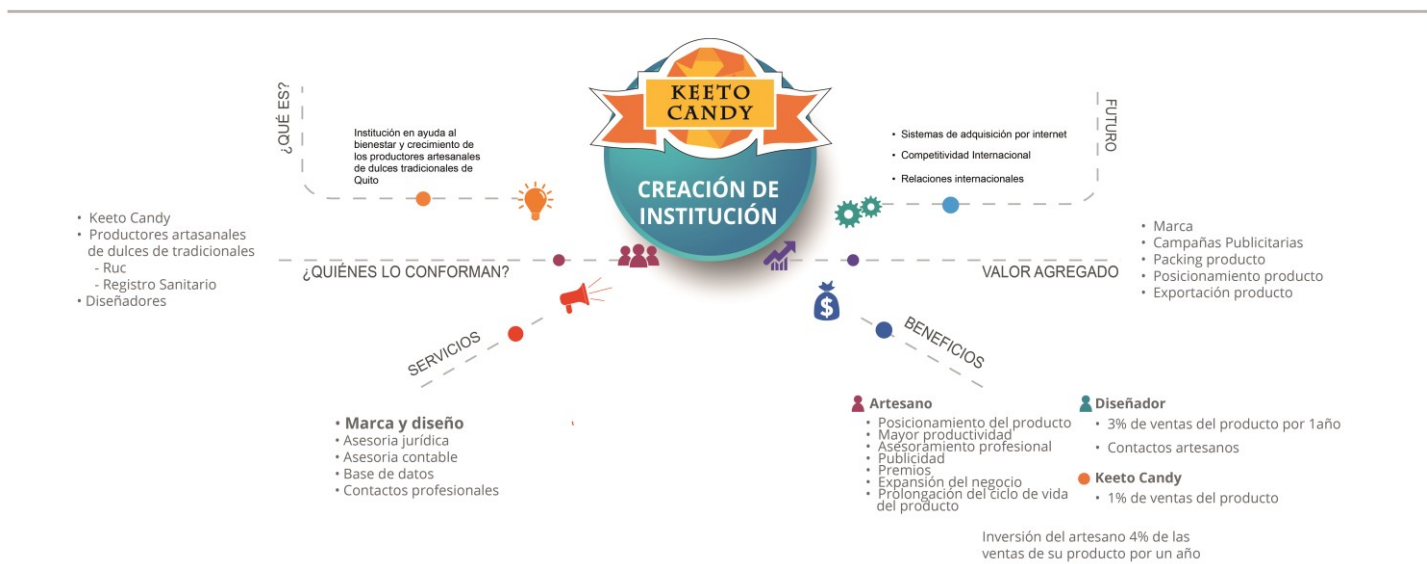 KEETO
CANDY
CREACIÓN DE
INSTITUCIÓN
¿QUÉ ES?
Institución en ayuda al
bienestar y crecimiento de
los productores artesanales
de dulces tradicionales de
Quito
FUTURO
• Sistemas de adquisición por internet
• Competitividad Internacional
• Relaciones internacionales
• Keeto Candy
• Productores artasanales
de dulces de tradicionales
- Ruc
- Registro Sanitario
• Diseñadores
¿QUIÉNES LO CONFORMAN?
VALOR AGREGADO
• Marca
• Campañas Publicitarias
• Packing producto
• Posicionamiento producto
• Exportación producto
SERVICIOS
• Marca y diseño
• Asesoria jurídica
• Asesoria contable
• Base de datos
• Contactos profesionales
$
BENEFICIOS
Artesano
• Posicionamiento del producto
• Mayor productividad
• Asesoramiento profesional
• Publicidad
• Premios
• Expansión del negocio
• Prolongación del ciclo de vida
del producto
Diseñador
• 3% de ventas del producto por 1año
• Contactos artesanos
Keeto Candy
• 1% de ventas del producto
Inversión del artesano 4% de las
ventas de su producto por un año